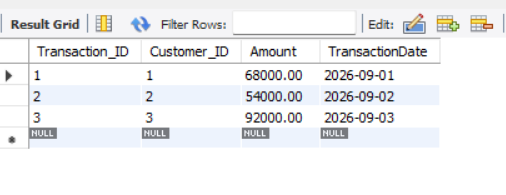 Result Grid Filter Rows: Edit:
Transaction_ID Customer_ID Amount TransactionDate
1 1 68000.00 2026-09-01
2 2 54000.00 2026-09-02
3 3 92000.00 2026-09-03
NULL NULL NULL NULL